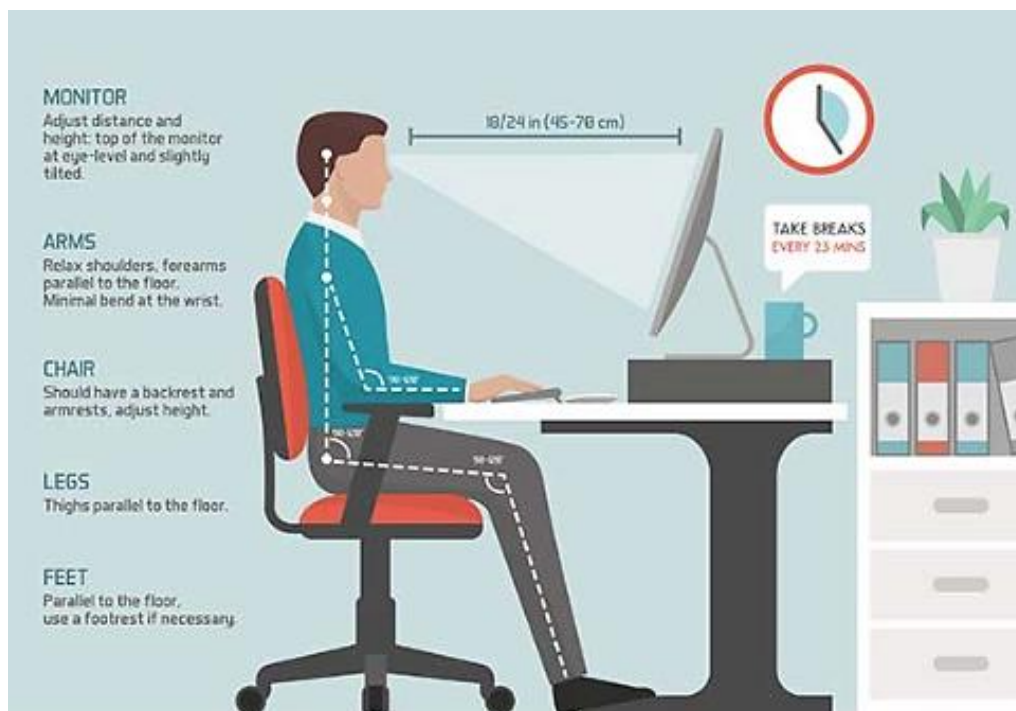 MONITOR
Adjust distance and
height: top of the monitor
at eye-level and slightly
tilted.
ARMS
Relax shoulders, forearms
parallel to the floor.
Minimal bend at the wrist.
CHAIR
Should have a backrest and
armrests, adjust height.
LEGS
Thighs parallel to the floor.
FEET
Parallel to the floor,
use a footrest if necessary.
18/24 in (45-70 cm)
TAKE BREAKS
EVERY 25 MINS